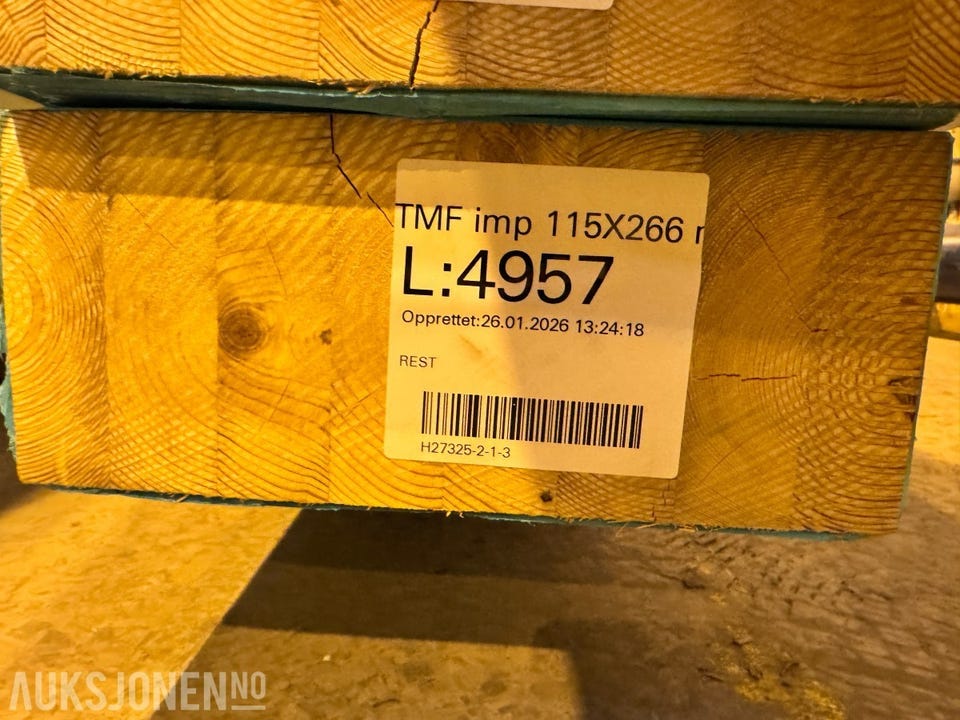 TMF imp 115X266
L:4957
Opprettet:26.01.2026 13:24:18
REST
H27325-2-1-3
AUKSJONEN NO